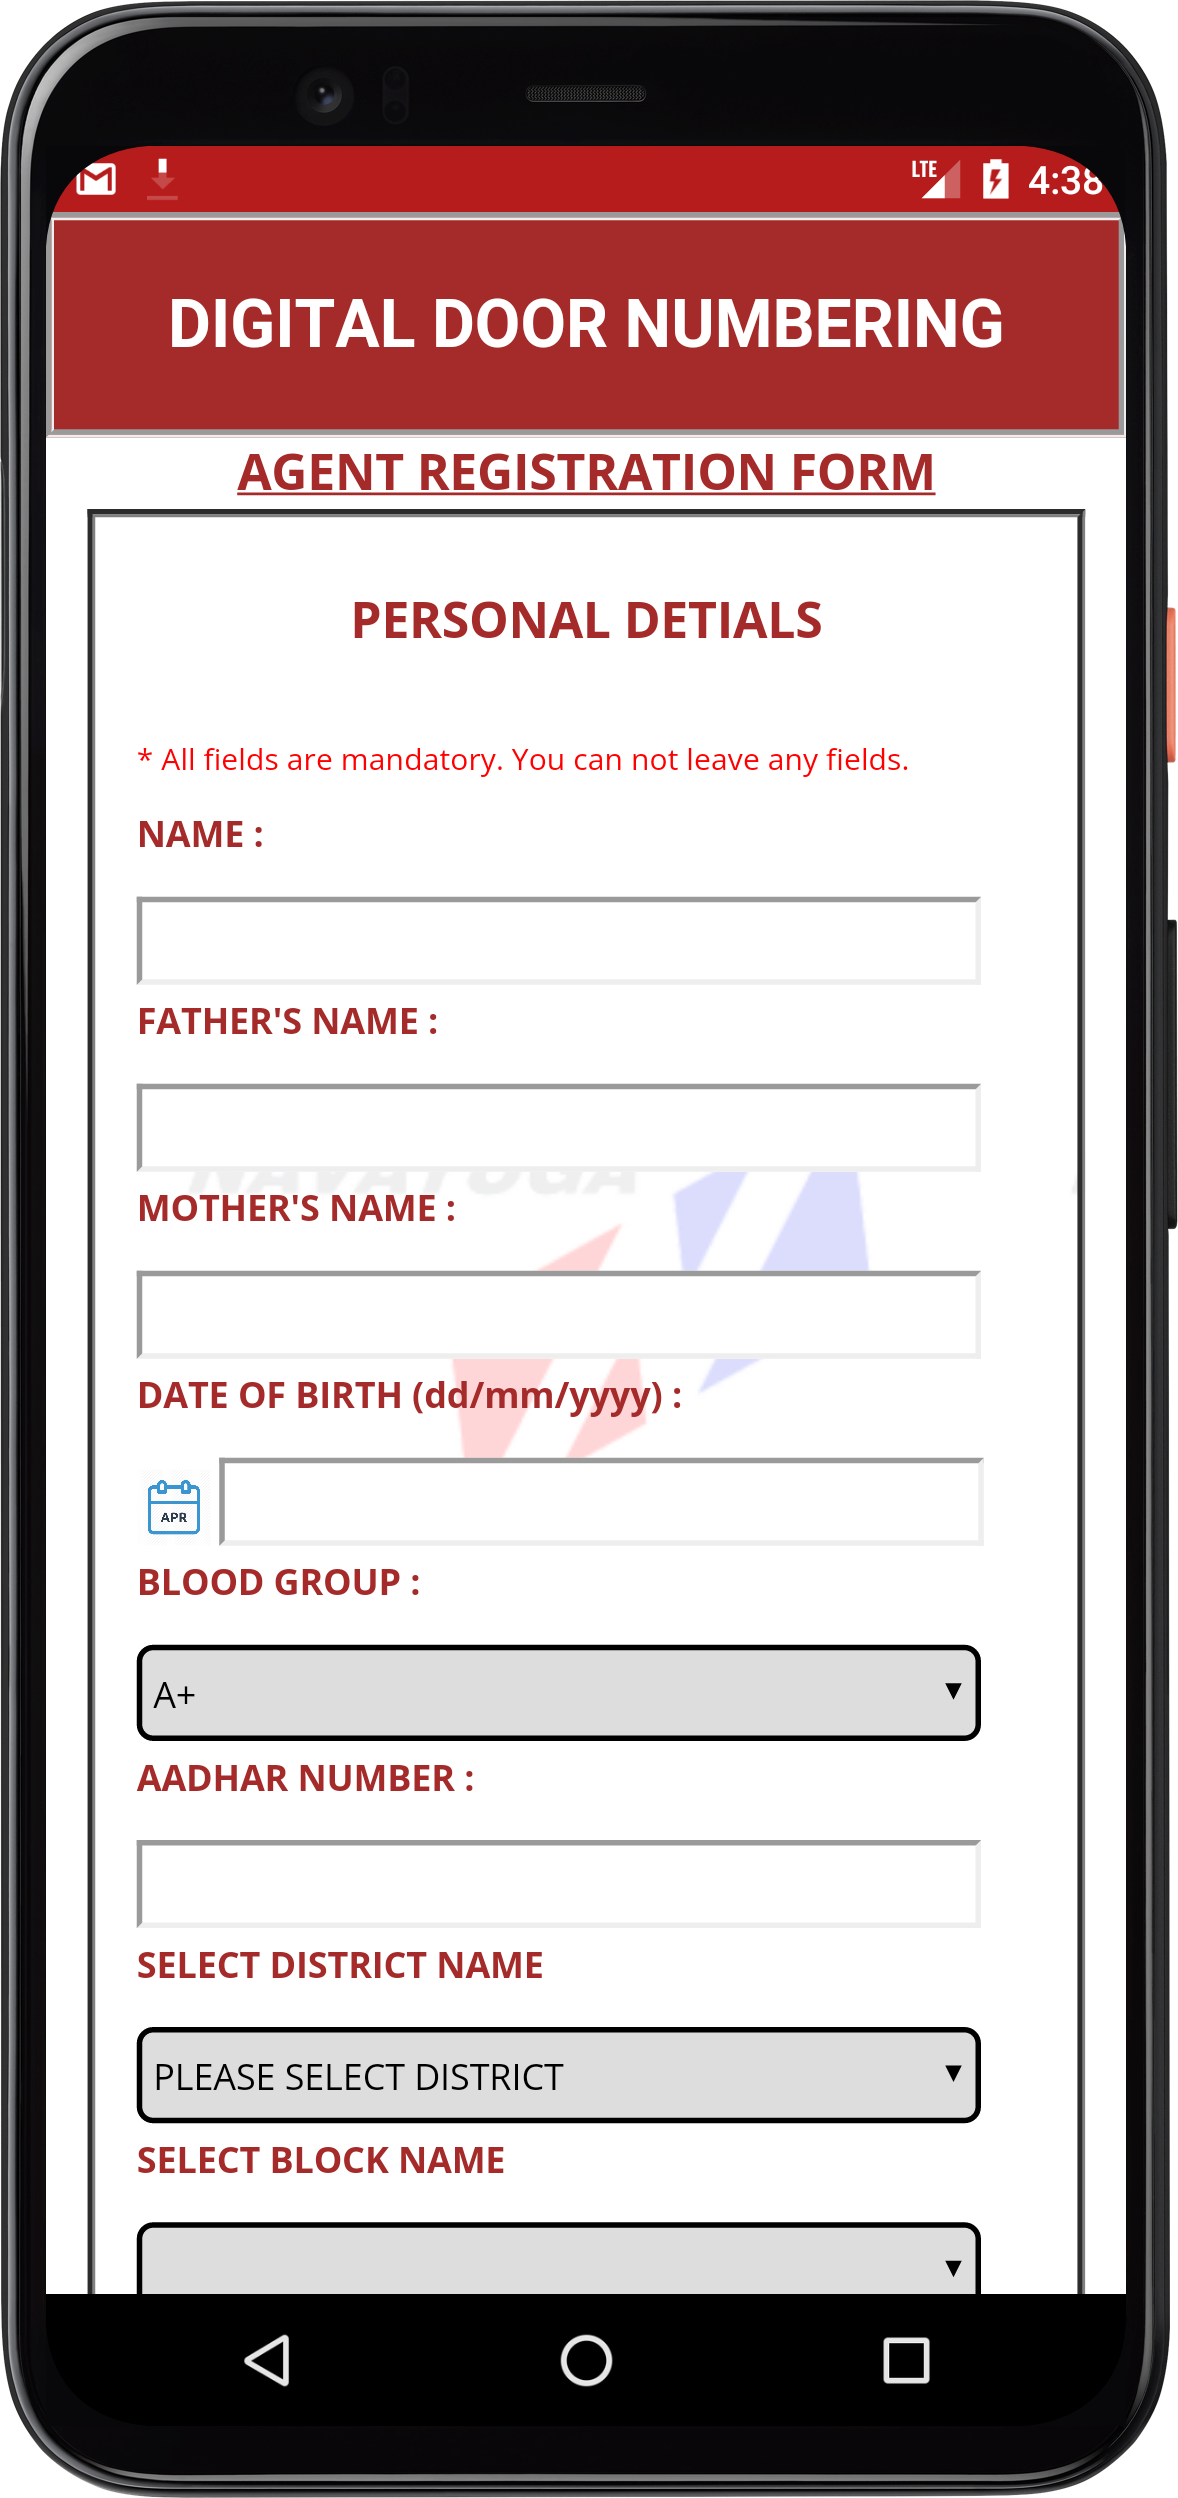 LTE 4:38
DIGITAL DOOR NUMBERING
AGENT REGISTRATION FORM
PERSONAL DETIALS
* All fields are mandatory. You can not leave any fields.
NAME :
FATHER'S NAME :
NAVAYUGA
MOTHER'S NAME :
DATE OF BIRTH (dd/mm/yyyy) :
APR
BLOOD GROUP :
A+
AADHAR NUMBER :
SELECT DISTRICT NAME
PLEASE SELECT DISTRICT
SELECT BLOCK NAME